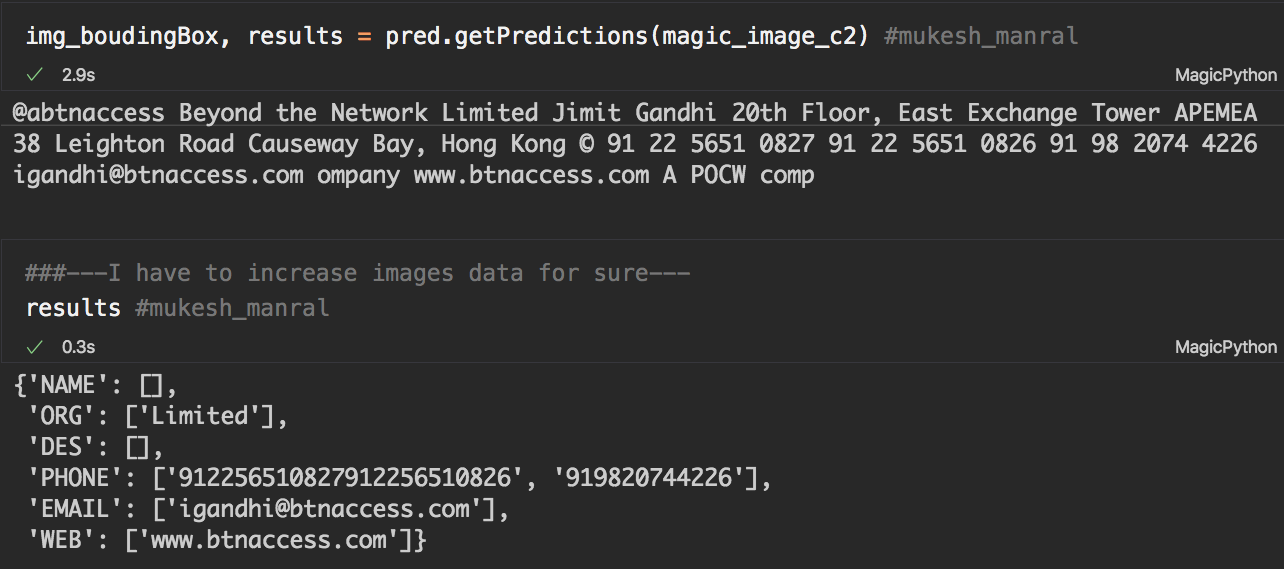 img_boudingBox, results = pred.getPredictions(magic_image_c2) #mukesh_manral
✓ 2.9s MagicPython
@abtnaccess Beyond the Network Limited Jimit Gandhi 20th Floor, East Exchange Tower APEMEA
38 Leighton Road Causeway Bay, Hong Kong © 91 22 5651 0827 91 22 5651 0826 91 98 2074 4226
igandhi@btnaccess.com ompany www.btnaccess.com A POCW comp
###---I have to increase images data for sure---
results #mukesh_manral
✓ 0.3s MagicPython
{'NAME': [],
 'ORG': ['Limited'],
 'DES': [],
 'PHONE': ['912256510827912256510826', '919820744226'],
 'EMAIL': ['igandhi@btnaccess.com'],
 'WEB': ['www.btnaccess.com']}